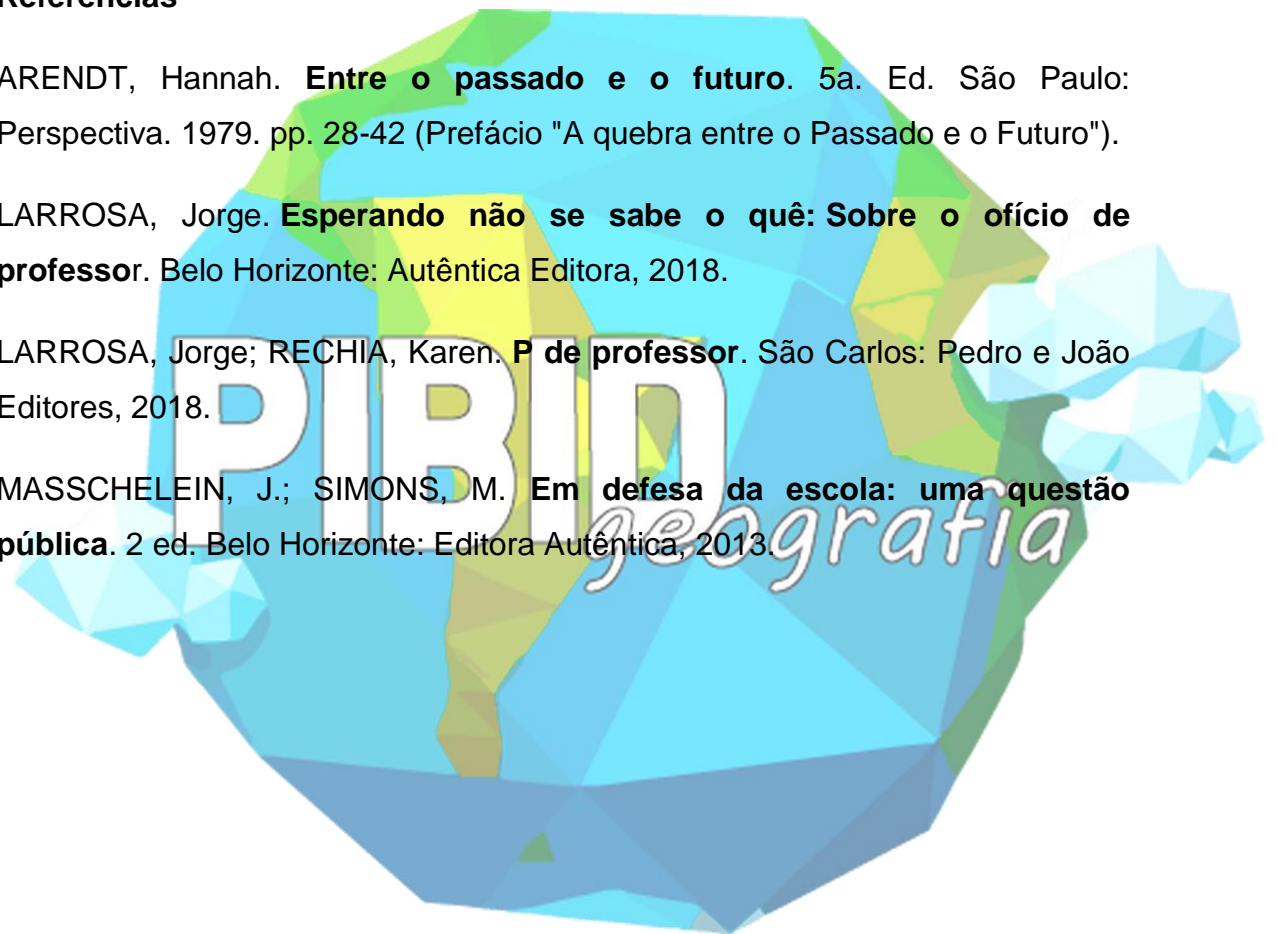 Referências
ARENDT, Hannah. Entre o passado e o futuro. 5a. Ed. São Paulo:
Perspectiva. 1979. pp. 28-42 (Prefácio "A quebra entre o Passado e o Futuro").
LARROSA, Jorge. Esperando não se sabe o quê: Sobre o ofício de
professor. Belo Horizonte: Autêntica Editora, 2018.
LARROSA, Jorge; RECHIA, Karen. P de professor. São Carlos: Pedro e João
Editores, 2018.
MASSCHELEIN, J.; SIMONS, M. Em defesa da escola: uma questão
pública. 2 ed. Belo Horizonte: Editora Autêntica, 2013.
PIBID
geografia